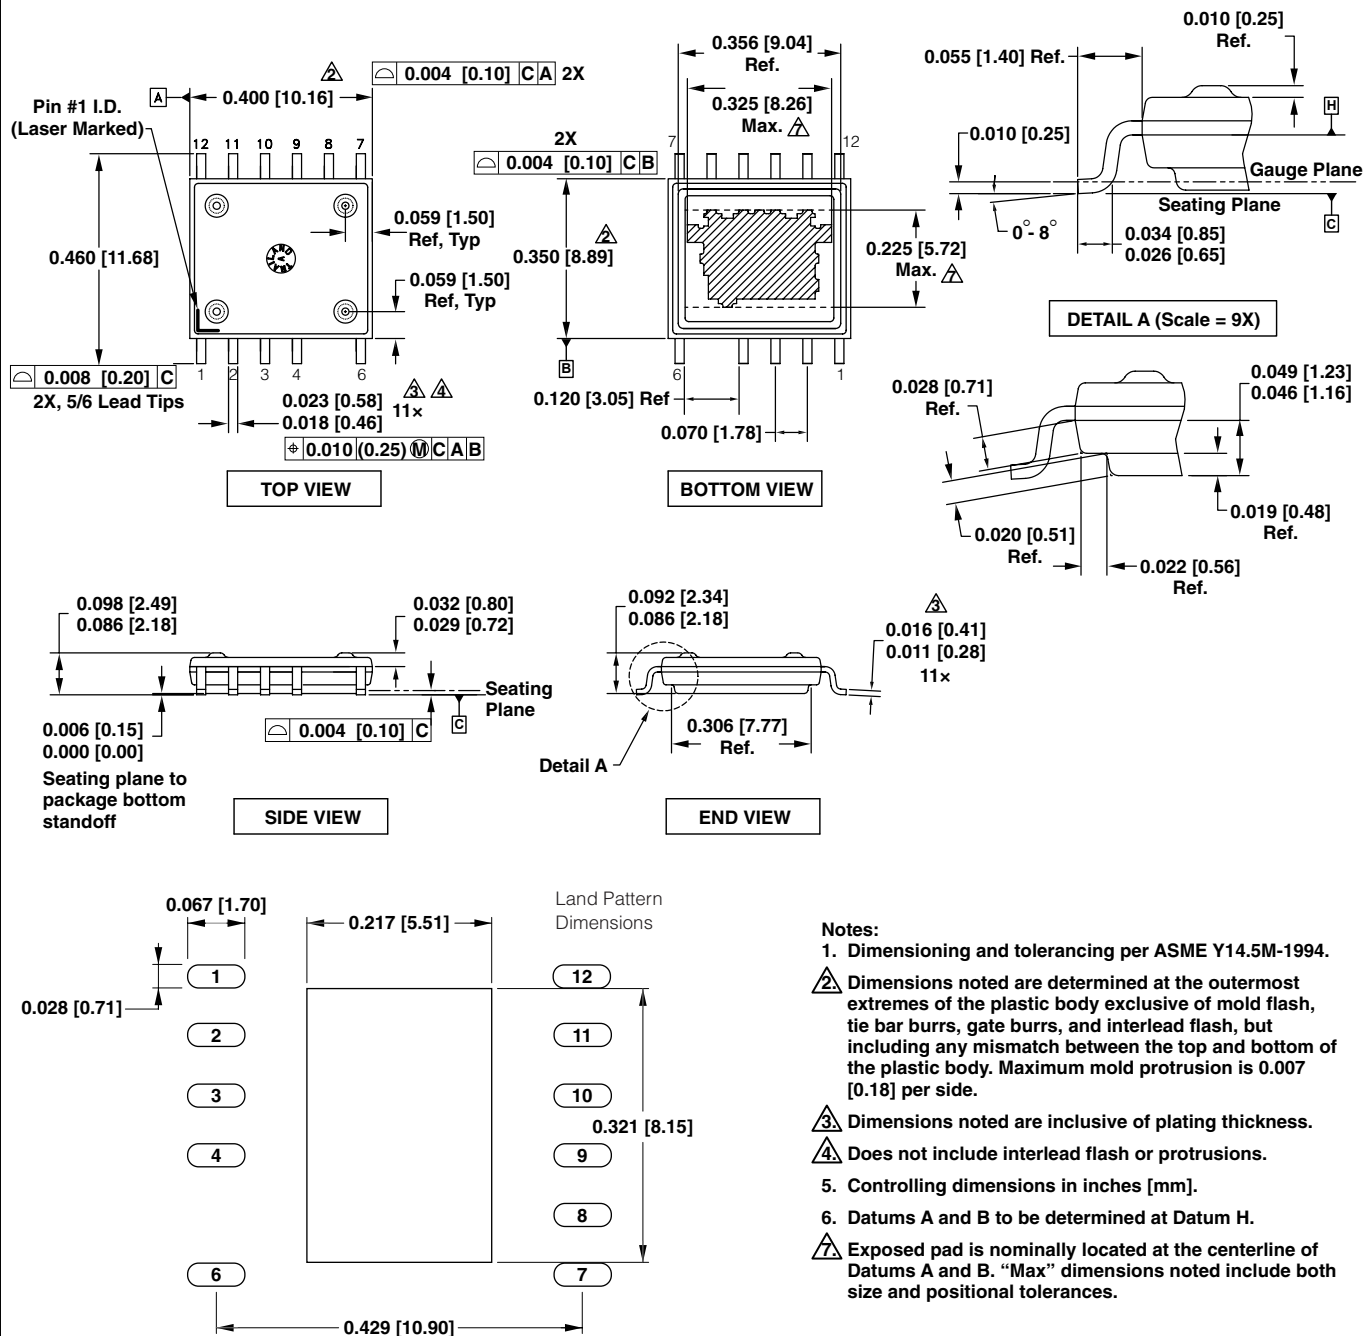 0.004 [0.10] C A 2X
A
0.400 [10.16]
2
Pin #1 I.D.
(Laser Marked)
12 11 10 9 8 7
0.460 [11.68]
0.059 [1.50]
Ref, Typ
0.059 [1.50]
Ref, Typ
0.008 [0.20] C
2X, 5/6 Lead Tips
1 2 3 4 6
0.023 [0.58]
0.018 [0.46]
11×
3 4
0.010 (0.25) M C A B
TOP VIEW
0.356 [9.04]
Ref.
0.325 [8.26]
Max. 7
2X
0.004 [0.10] C B
7 12
2
0.350 [8.89]
0.225 [5.72]
Max. 7
B
6 1
0.120 [3.05] Ref
0.070 [1.78]
BOTTOM VIEW
0.010 [0.25]
Ref.
0.055 [1.40] Ref.
H
0.010 [0.25]
Gauge Plane
Seating Plane
C
0° - 8°
0.034 [0.85]
0.026 [0.65]
DETAIL A (Scale = 9X)
0.028 [0.71]
Ref.
0.049 [1.23]
0.046 [1.16]
0.020 [0.51]
Ref.
0.019 [0.48]
Ref.
0.022 [0.56]
Ref.
0.098 [2.49]
0.086 [2.18]
0.032 [0.80]
0.029 [0.72]
Seating
Plane
C
0.004 [0.10] C
0.006 [0.15]
0.000 [0.00]
Seating plane to
package bottom
standoff
SIDE VIEW
0.092 [2.34]
0.086 [2.18]
3
0.016 [0.41]
0.011 [0.28]
11×
0.306 [7.77]
Ref.
Detail A
END VIEW
0.067 [1.70]
0.217 [5.51]
Land Pattern
Dimensions
0.028 [0.71]
1 12
2 11
3 10
0.321 [8.15]
4 9
8
6 7
0.429 [10.90]
Notes:
1. Dimensioning and tolerancing per ASME Y14.5M-1994.
2. Dimensions noted are determined at the outermost
extremes of the plastic body exclusive of mold flash,
tie bar burrs, gate burrs, and interlead flash, but
including any mismatch between the top and bottom of
the plastic body. Maximum mold protrusion is 0.007
[0.18] per side.
3. Dimensions noted are inclusive of plating thickness.
4. Does not include interlead flash or protrusions.
5. Controlling dimensions in inches [mm].
6. Datums A and B to be determined at Datum H.
7. Exposed pad is nominally located at the centerline of
Datums A and B. “Max” dimensions noted include both
size and positional tolerances.